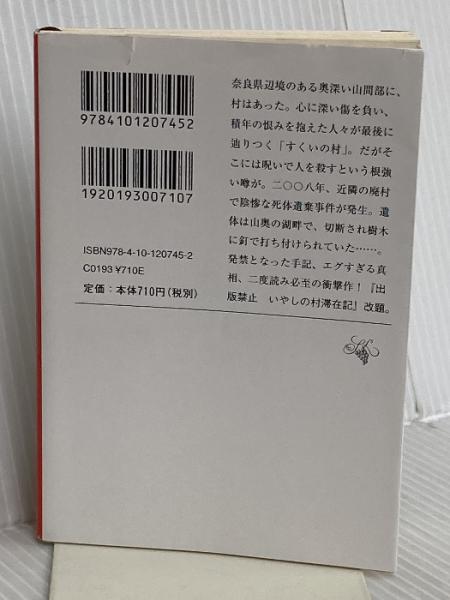 9784101207452
1920193007107
ISBN978-4-10-120745-2
C0193 ¥710E
定価：本体710円（税別）
奈良県辺境のある奥深い山間部に、
村はあった。心に深い傷を負い、
積年の恨みを抱えた人々が最後に
辿りつく「すくいの村」。だがそ
こには呪いで人を殺すという根強
い噂が。二〇〇八年、近隣の廃村
で陰惨な死体遺棄事件が発生。遺
体は山奥の湖畔で、切断され樹木
に釘で打ち付けられていた……。
発禁となった手記、エグすぎる真
相、二度読み必至の衝撃作！『出
版禁止　いやしの村滞在記』改題。